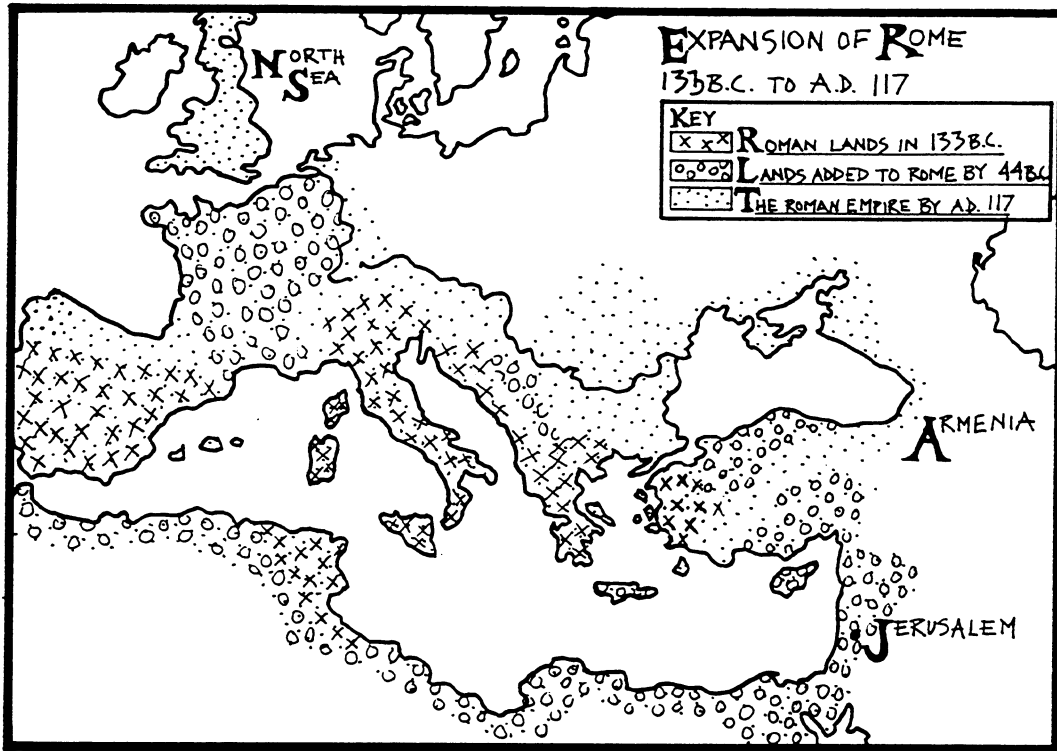 EXPANSION OF ROME
133B.C. TO A.D. 117
KEY
ROMAN LANDS IN 133B.C.
LANDS ADDED TO ROME BY 44BC
THE ROMAN EMPIRE BY A.D. 117
NORTH
SEA
ARMENIA
JERUSALEM